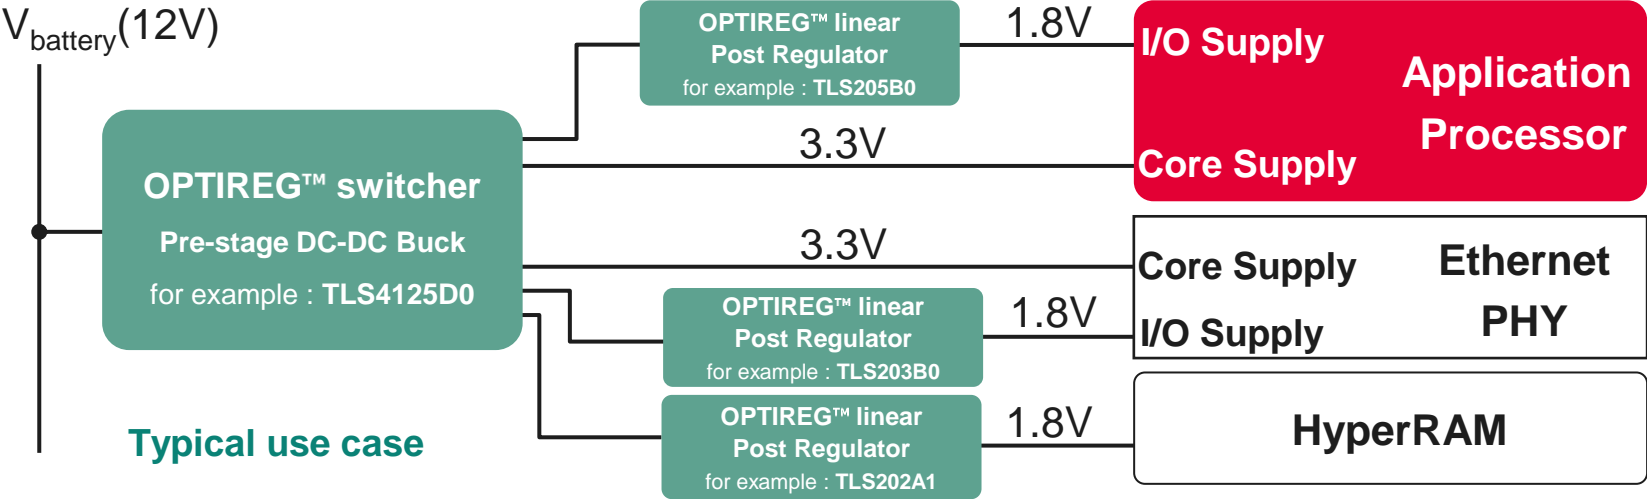 Vbattery(12V)
OPTIREG™ switcher
Pre-stage DC-DC Buck
for example : TLS4125D0
Typical use case
OPTIREG™ linear
Post Regulator
for example : TLS205B0
1.8V
3.3V
I/O Supply
Core Supply
Application
Processor
3.3V
Core Supply
I/O Supply
Ethernet
PHY
OPTIREG™ linear
Post Regulator
for example : TLS203B0
1.8V
OPTIREG™ linear
Post Regulator
for example : TLS202A1
1.8V
HyperRAM